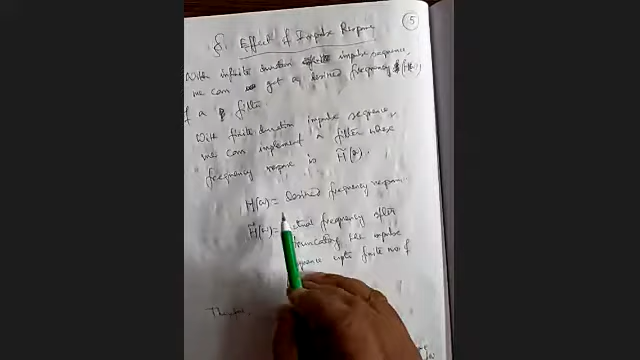 5
§. Effect of Impulse Response
With infinite duration impulse sequence,
we can get a desired frequency
of a filter
With finite-duration impulse sequence,
we can implement a filter whose
frequency response is H̃(ω).
H(ω) = desired frequency response.
H̃(ω) = actual frequency after
truncating the impulse
upto finite no of